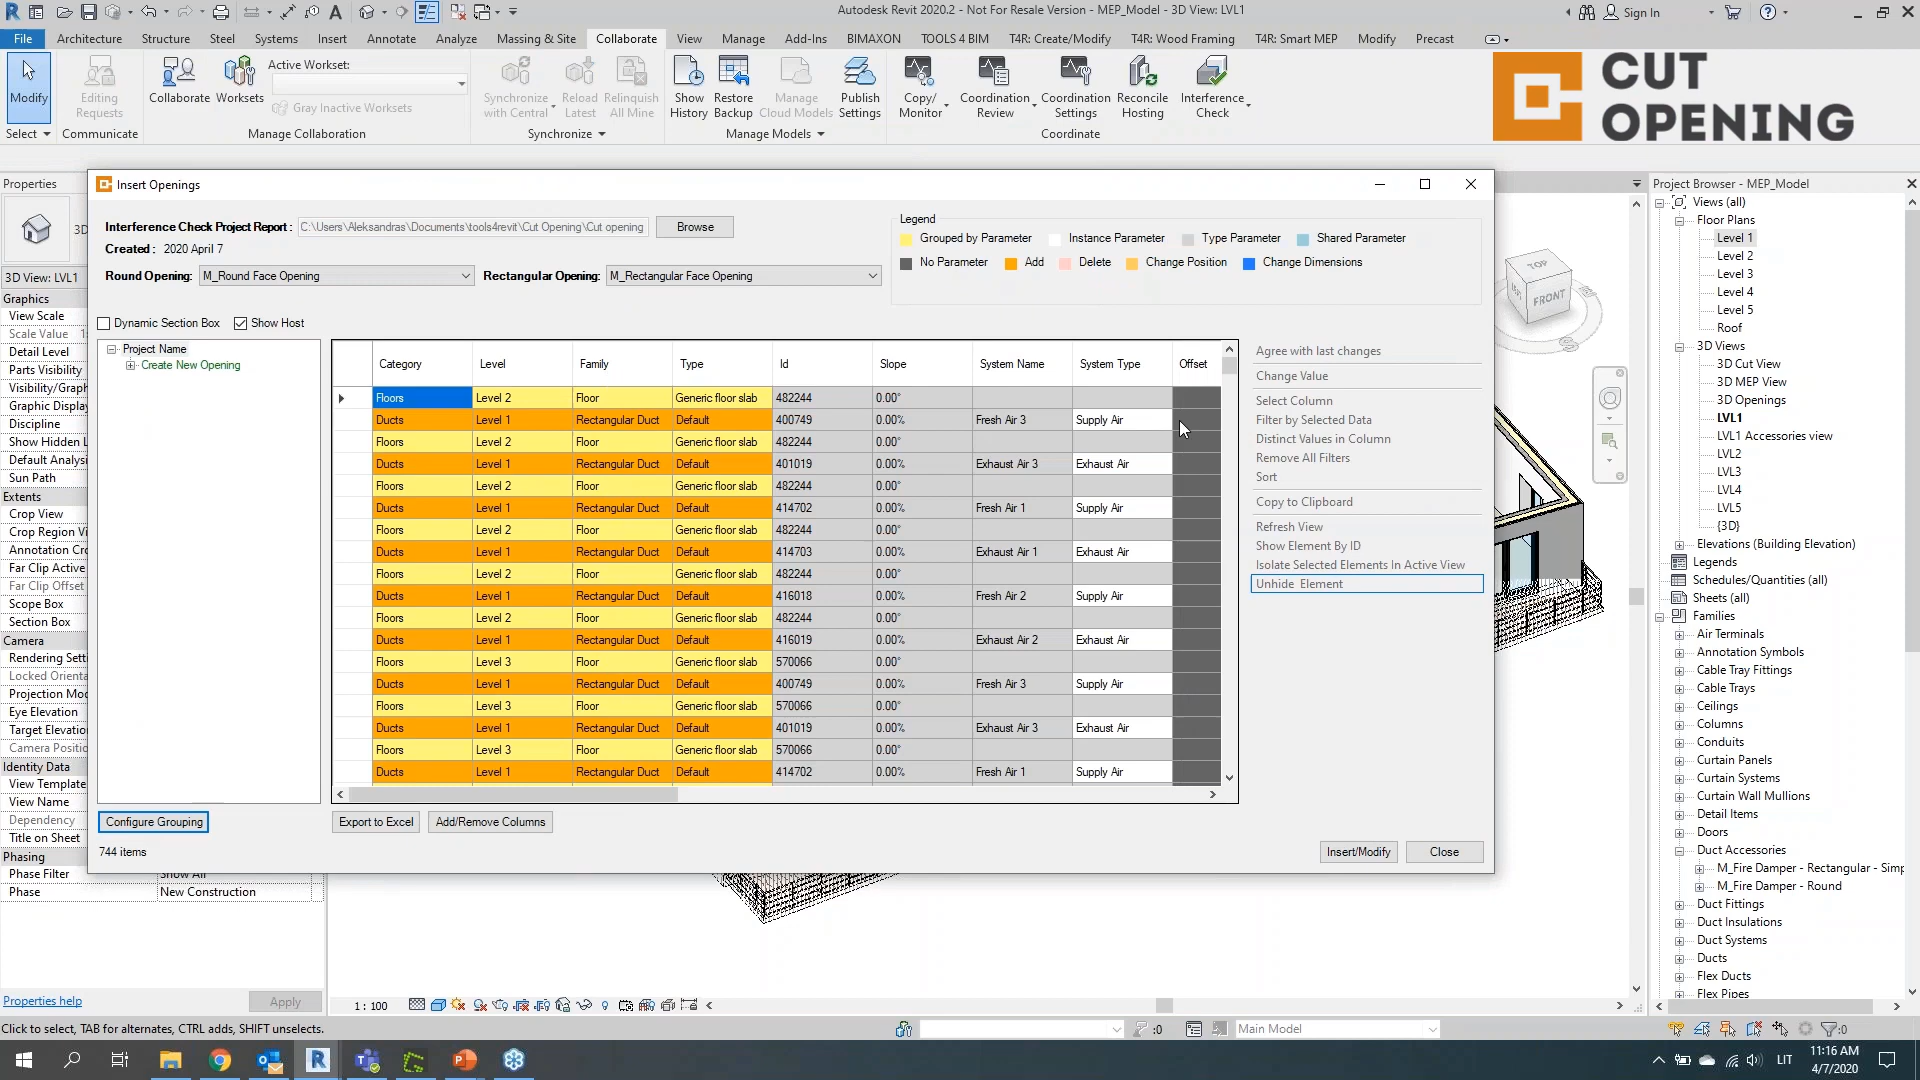 Autodesk Revit 2020.2 - Not For Resale Version - MEP_Model - 3D View: LVL1
Sign In
File Architecture Structure Steel Systems Insert Annotate Analyze Massing & Site Collaborate View Manage Add-Ins BIMAXON TOOLS 4 BIM T4R: Create/Modify T4R: Wood Framing T4R: Smart MEP Modify Precast
Modify
Editing Requests
Collaborate
Worksets
Active Workset:
Gray Inactive Worksets
Synchronize with Central
Reload Latest
Relinquish All Mine
Show History
Restore Backup
Manage Cloud Models
Publish Settings
Copy/ Monitor
Coordination Review
Coordination Settings
Reconcile Hosting
Interference Check
Select Communicate Manage Collaboration Synchronize Manage Models Coordinate
CUT
OPENING
Properties
3D View: LVL1
Graphics
View Scale
Scale Value
Detail Level
Parts Visibility
Visibility/Graph
Graphic Display
Discipline
Show Hidden L
Default Analysi
Sun Path
Extents
Crop View
Crop Region Vi
Annotation Cro
Far Clip Active
Far Clip Offset
Scope Box
Section Box
Camera
Rendering Setti
Locked Orienta
Projection Mod
Eye Elevation
Target Elevatio
Camera Positio
Identity Data
View Template
View Name
Dependency
Title on Sheet
Phasing
Phase Filter Show All
Phase New Construction
Properties help Apply
Insert Openings
Interference Check Project Report : C:\Users\Aleksandras\Documents\tools4revit\Cut Opening\Cut opening Browse
Created : 2020 April 7
Round Opening: M_Round Face Opening Rectangular Opening: M_Rectangular Face Opening
Legend
Grouped by Parameter Instance Parameter Type Parameter Shared Parameter
No Parameter Add Delete Change Position Change Dimensions
Dynamic Section Box Show Host
Project Name
Create New Opening
Category Level Family Type Id Slope System Name System Type Offset
Floors Level 2 Floor Generic floor slab 482244 0.00°
Ducts Level 1 Rectangular Duct Default 400749 0.00% Fresh Air 3 Supply Air
Floors Level 2 Floor Generic floor slab 482244 0.00°
Ducts Level 1 Rectangular Duct Default 401019 0.00% Exhaust Air 3 Exhaust Air
Floors Level 2 Floor Generic floor slab 482244 0.00°
Ducts Level 1 Rectangular Duct Default 414702 0.00% Fresh Air 1 Supply Air
Floors Level 2 Floor Generic floor slab 482244 0.00°
Ducts Level 1 Rectangular Duct Default 414703 0.00% Exhaust Air 1 Exhaust Air
Floors Level 2 Floor Generic floor slab 482244 0.00°
Ducts Level 1 Rectangular Duct Default 416018 0.00% Fresh Air 2 Supply Air
Floors Level 2 Floor Generic floor slab 482244 0.00°
Ducts Level 1 Rectangular Duct Default 416019 0.00% Exhaust Air 2 Exhaust Air
Floors Level 3 Floor Generic floor slab 570066 0.00°
Ducts Level 1 Rectangular Duct Default 400749 0.00% Fresh Air 3 Supply Air
Floors Level 3 Floor Generic floor slab 570066 0.00°
Ducts Level 1 Rectangular Duct Default 401019 0.00% Exhaust Air 3 Exhaust Air
Floors Level 3 Floor Generic floor slab 570066 0.00°
Ducts Level 1 Rectangular Duct Default 414702 0.00% Fresh Air 1 Supply Air
Agree with last changes
Change Value
Select Column
Filter by Selected Data
Distinct Values in Column
Remove All Filters
Sort
Copy to Clipboard
Refresh View
Show Element By ID
Isolate Selected Elements In Active View
Unhide Element
Configure Grouping Export to Excel Add/Remove Columns
744 items Insert/Modify Close
TOP
FRONT
Project Browser - MEP_Model
Views (all)
Floor Plans
Level 1
Level 2
Level 3
Level 4
Level 5
Roof
3D Views
3D Cut View
3D MEP View
3D Openings
LVL1
LVL1 Accessories view
LVL2
LVL3
LVL4
LVL5
{3D}
Elevations (Building Elevation)
Legends
Schedules/Quantities (all)
Sheets (all)
Families
Air Terminals
Annotation Symbols
Cable Tray Fittings
Cable Trays
Ceilings
Columns
Conduits
Curtain Panels
Curtain Systems
Curtain Wall Mullions
Detail Items
Doors
Duct Accessories
M_Fire Damper - Rectangular - Simp
M_Fire Damper - Round
Duct Fittings
Duct Insulations
Duct Systems
Ducts
Flex Ducts
Flex Pipes
1 : 100
Click to select, TAB for alternates, CTRL adds, SHIFT unselects. :0 Main Model :0
LIT 11:16 AM
4/7/2020